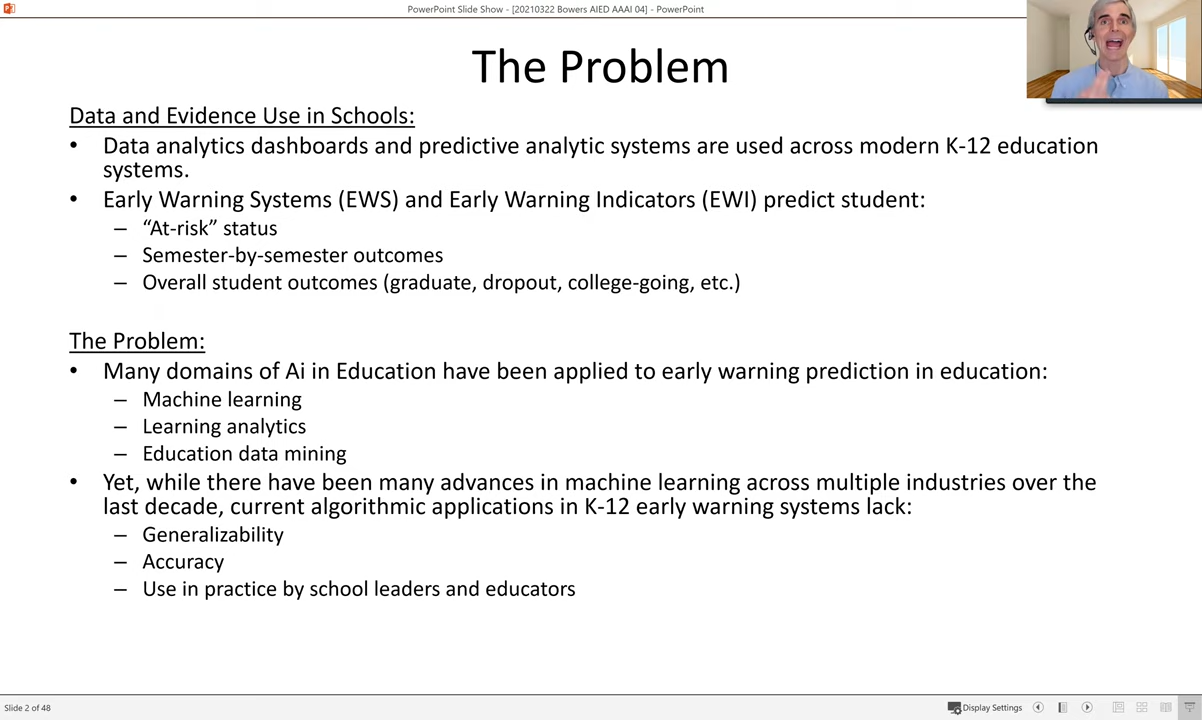 PowerPoint Slide Show - [20210322 Bowers AIED AAAI 04] - PowerPoint
The Problem
Data and Evidence Use in Schools:
• Data analytics dashboards and predictive analytic systems are used across modern K-12 education
systems.
• Early Warning Systems (EWS) and Early Warning Indicators (EWI) predict student:
– “At-risk” status
– Semester-by-semester outcomes
– Overall student outcomes (graduate, dropout, college-going, etc.)
The Problem:
• Many domains of Ai in Education have been applied to early warning prediction in education:
– Machine learning
– Learning analytics
– Education data mining
• Yet, while there have been many advances in machine learning across multiple industries over the
last decade, current algorithmic applications in K-12 early warning systems lack:
– Generalizability
– Accuracy
– Use in practice by school leaders and educators
Slide 2 of 48
Display Settings